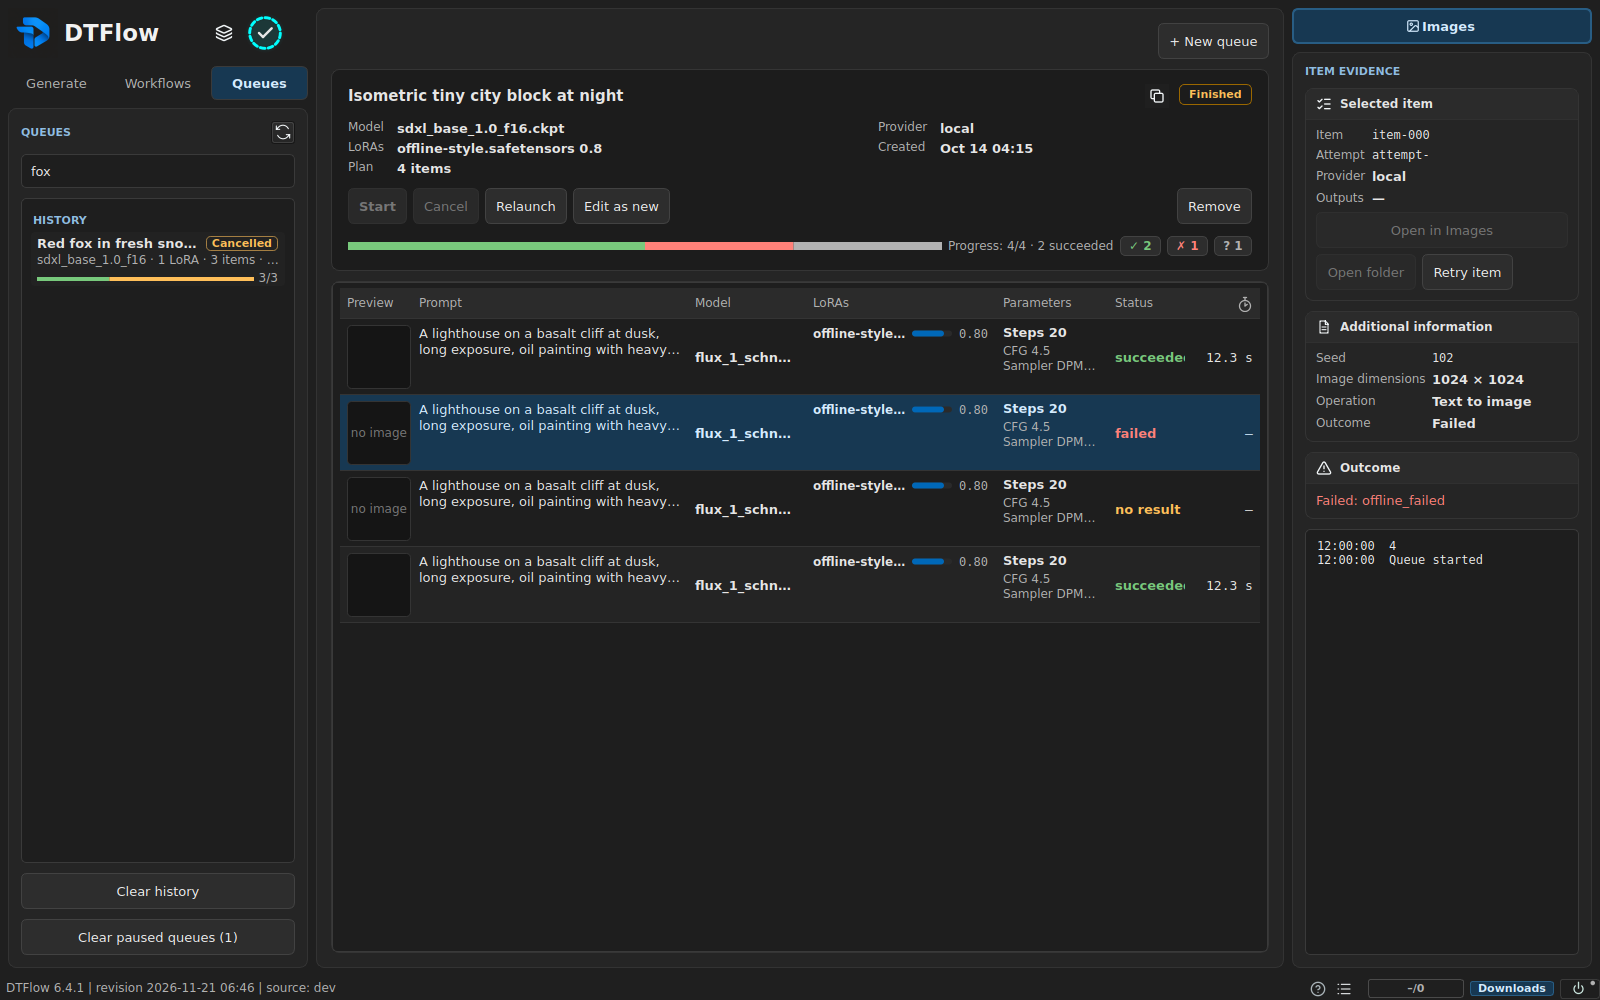 DTFlow
Generate
Workflows
Queues
QUEUES
fox
HISTORY
Red fox in fresh sno... Cancelled
sdxl_base_1.0_f16 · 1 LoRA · 3 items · ...
3/3
Clear history
Clear paused queues (1)
+ New queue
Isometric tiny city block at night
Finished
Model sdxl_base_1.0_f16.ckpt
Provider local
LoRAs offline-style.safetensors 0.8
Created Oct 14 04:15
Plan 4 items
Start Cancel Relaunch Edit as new Remove
Progress: 4/4 · 2 succeeded ✓ 2 ✗ 1 ? 1
Preview Prompt Model LoRAs Parameters Status
A lighthouse on a basalt cliff at dusk,
long exposure, oil painting with heavy...
flux_1_schn...
offline-style... 0.80
Steps 20
CFG 4.5
Sampler DPM...
succeeded
12.3 s
no image
A lighthouse on a basalt cliff at dusk,
long exposure, oil painting with heavy...
flux_1_schn...
offline-style... 0.80
Steps 20
CFG 4.5
Sampler DPM...
failed
–
no image
A lighthouse on a basalt cliff at dusk,
long exposure, oil painting with heavy...
flux_1_schn...
offline-style... 0.80
Steps 20
CFG 4.5
Sampler DPM...
no result
–
A lighthouse on a basalt cliff at dusk,
long exposure, oil painting with heavy...
flux_1_schn...
offline-style... 0.80
Steps 20
CFG 4.5
Sampler DPM...
succeeded
12.3 s
Images
ITEM EVIDENCE
Selected item
Item item-000
Attempt attempt-
Provider local
Outputs —
Open in Images
Open folder Retry item
Additional information
Seed 102
Image dimensions 1024 × 1024
Operation Text to image
Outcome Failed
Outcome
Failed: offline_failed
12:00:00 4
12:00:00 Queue started
DTFlow 6.4.1 | revision 2026-11-21 06:46 | source: dev
–/0
Downloads